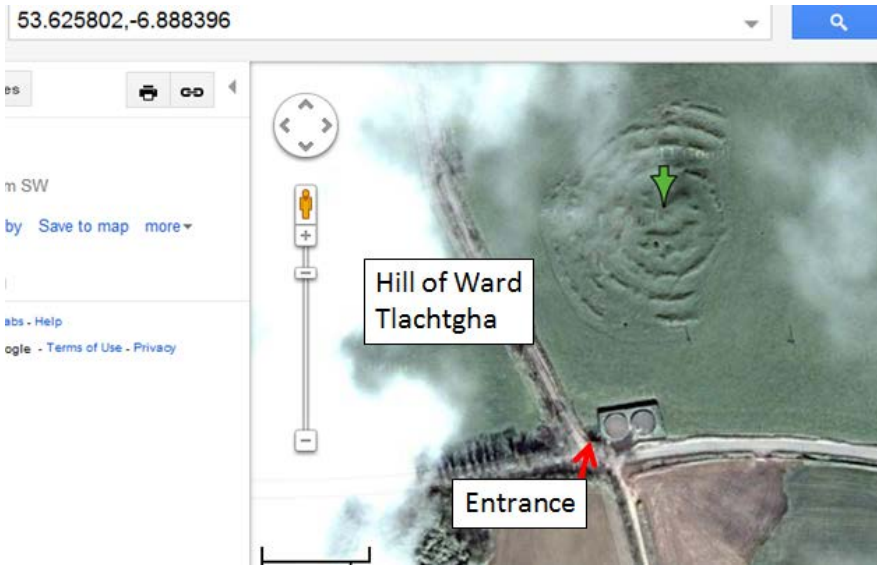 53.625802,-6.888396
es
m SW
by Save to map more
abs - Help
ogle - Terms of Use - Privacy
Hill of Ward
Tlachtgha
Entrance